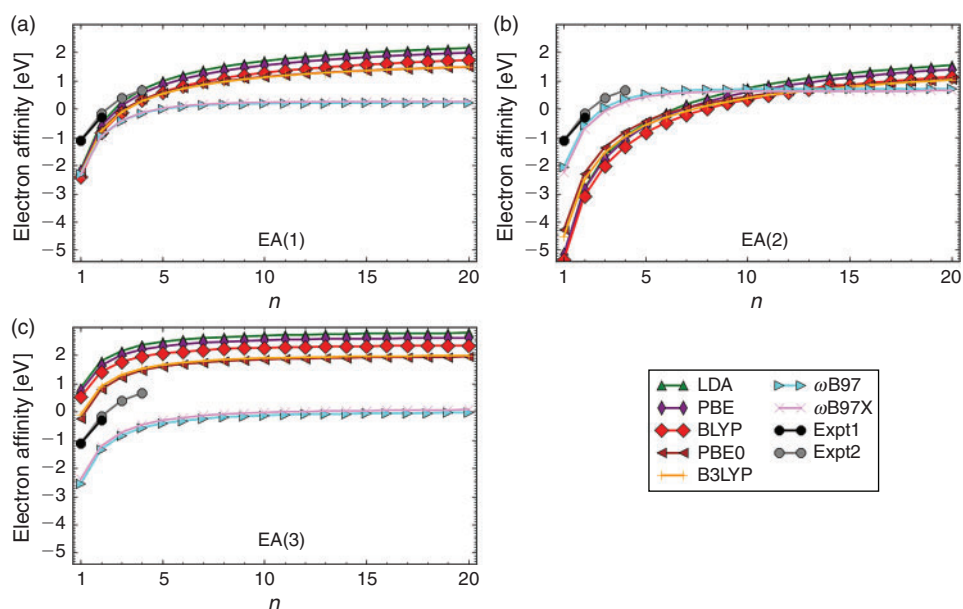 (a)
Electron affinity [eV]
2
1
0
−1
−2
−3
−4
−5
EA(1)
1 5 10 15 20
n
(b)
Electron affinity [eV]
2
1
0
−1
−2
−3
−4
−5
EA(2)
1 5 10 15 20
n
(c)
Electron affinity [eV]
2
1
0
−1
−2
−3
−4
−5
EA(3)
1 5 10 15 20
n
LDA
PBE
BLYP
PBE0
B3LYP
ωB97
ωB97X
Expt1
Expt2